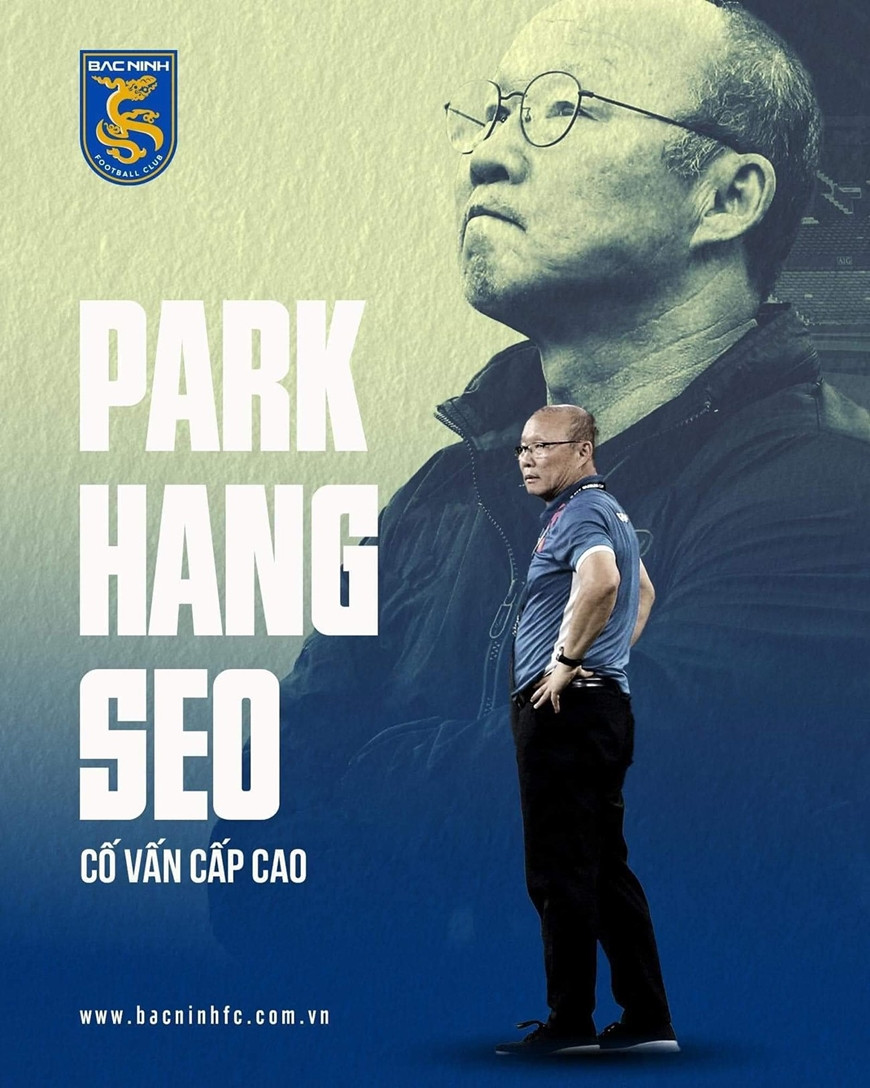 BAC NINH
FOOTBALL CLUB
PARK
HANG
SEO
CỐ VẤN CẤP CAO
www.bacninhfc.com.vn